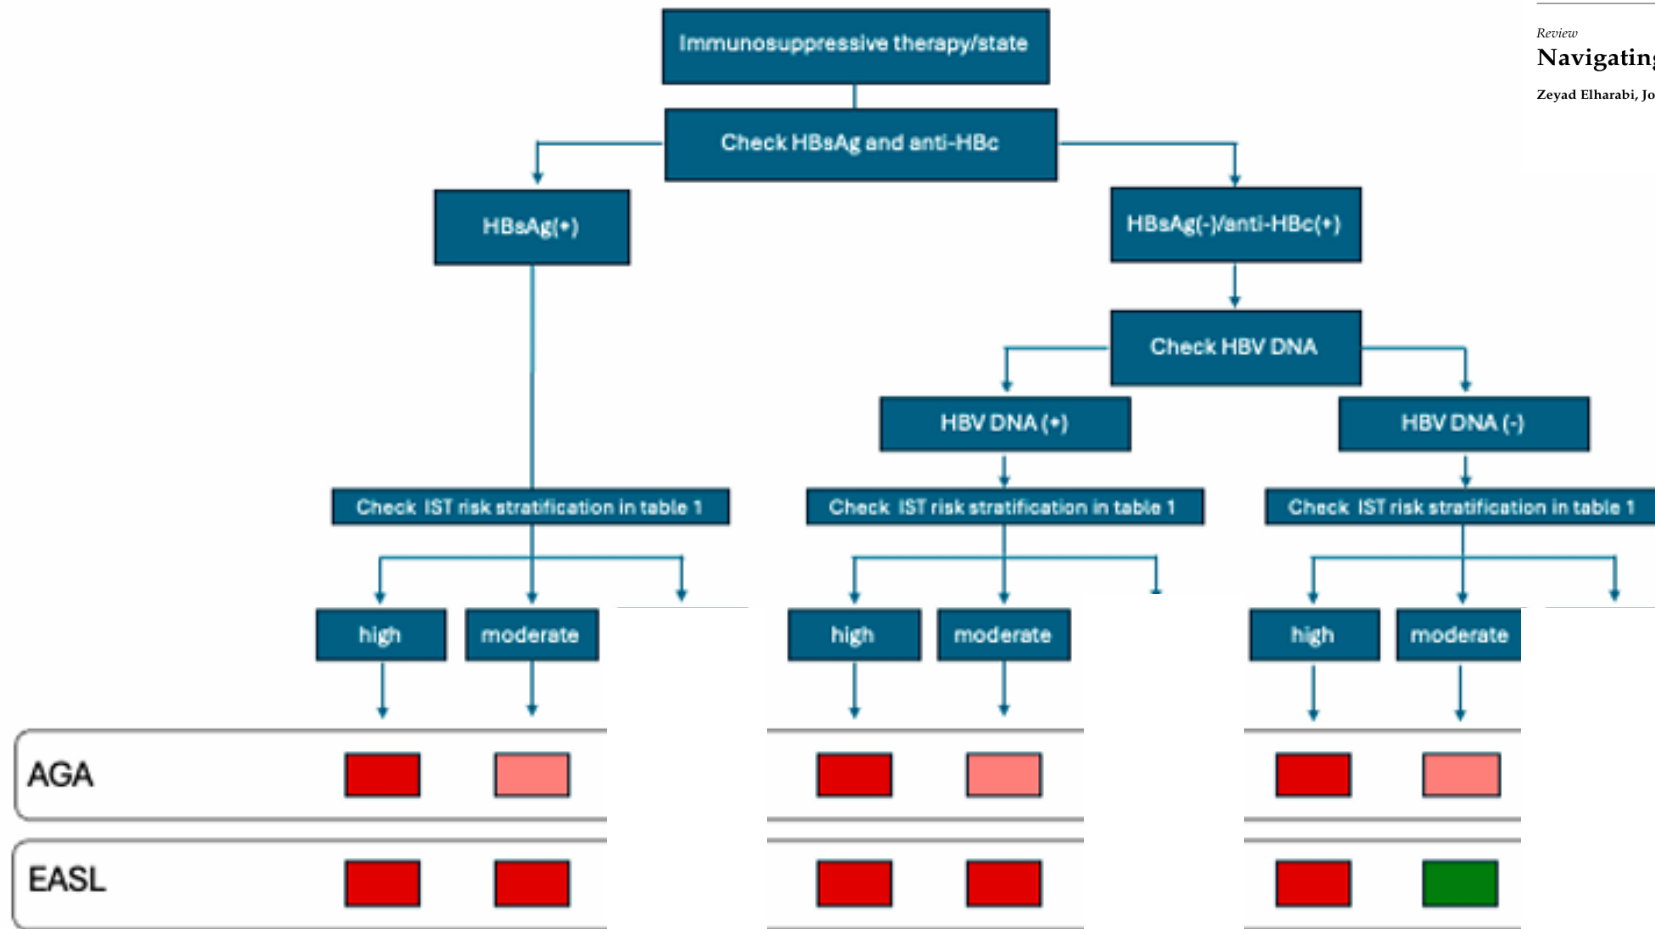 Review
Navigating
Zeyad Elharabi, Jo
Immunosuppressive therapy/state
Check HBsAg and anti-HBc
HBsAg(+)
HBsAg(-)/anti-HBc(+)
Check HBV DNA
HBV DNA (+)
HBV DNA (-)
Check IST risk stratification in table 1
Check IST risk stratification in table 1
Check IST risk stratification in table 1
high
moderate
high
moderate
high
moderate
AGA
EASL